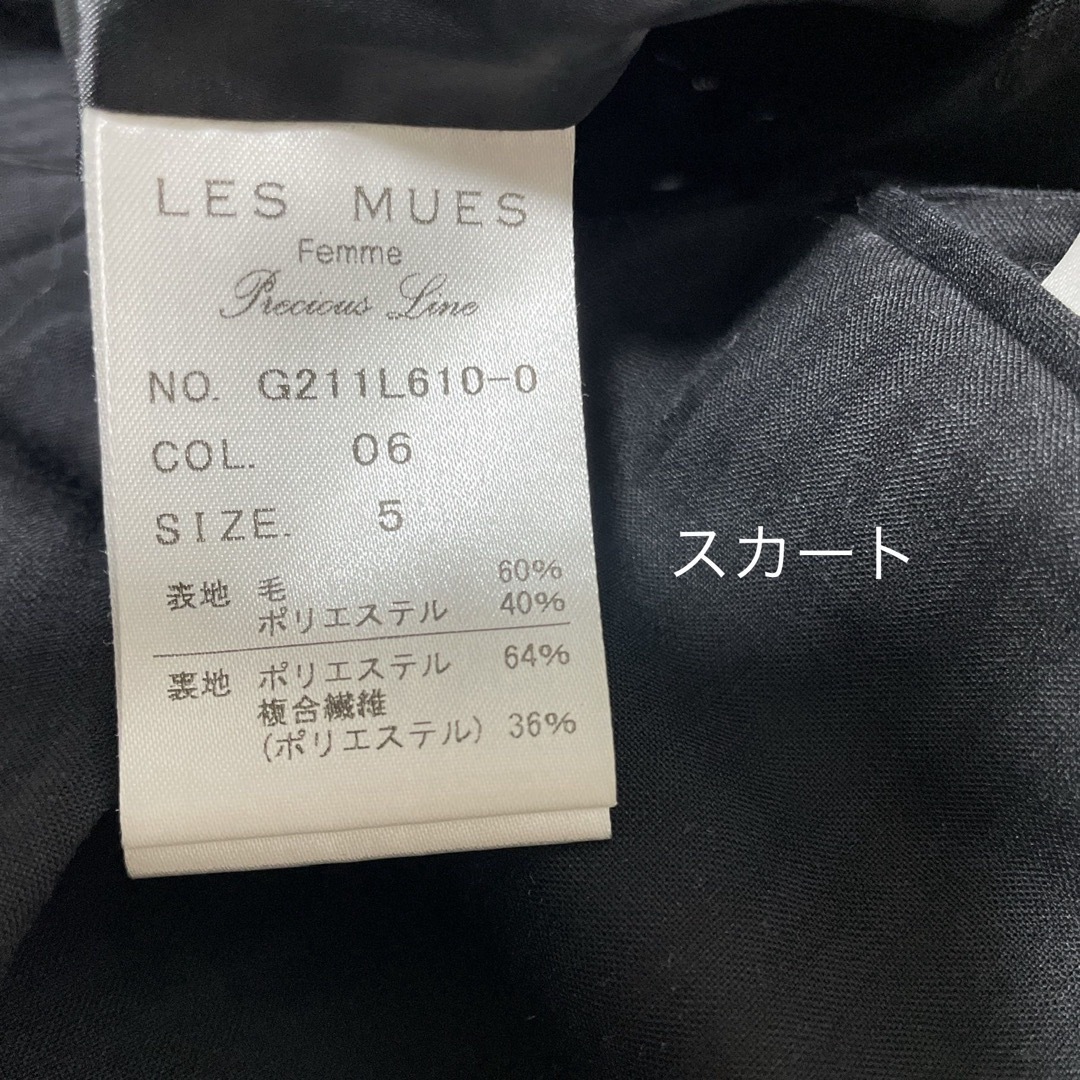 LES MUES
Femme
Precious Line
NO. G211L610-0
COL. 06
SIZE. 5
表地 毛 60%
ポリエステル 40%
裏地 ポリエステル 64%
複合繊維
(ポリエステル) 36%
スカート